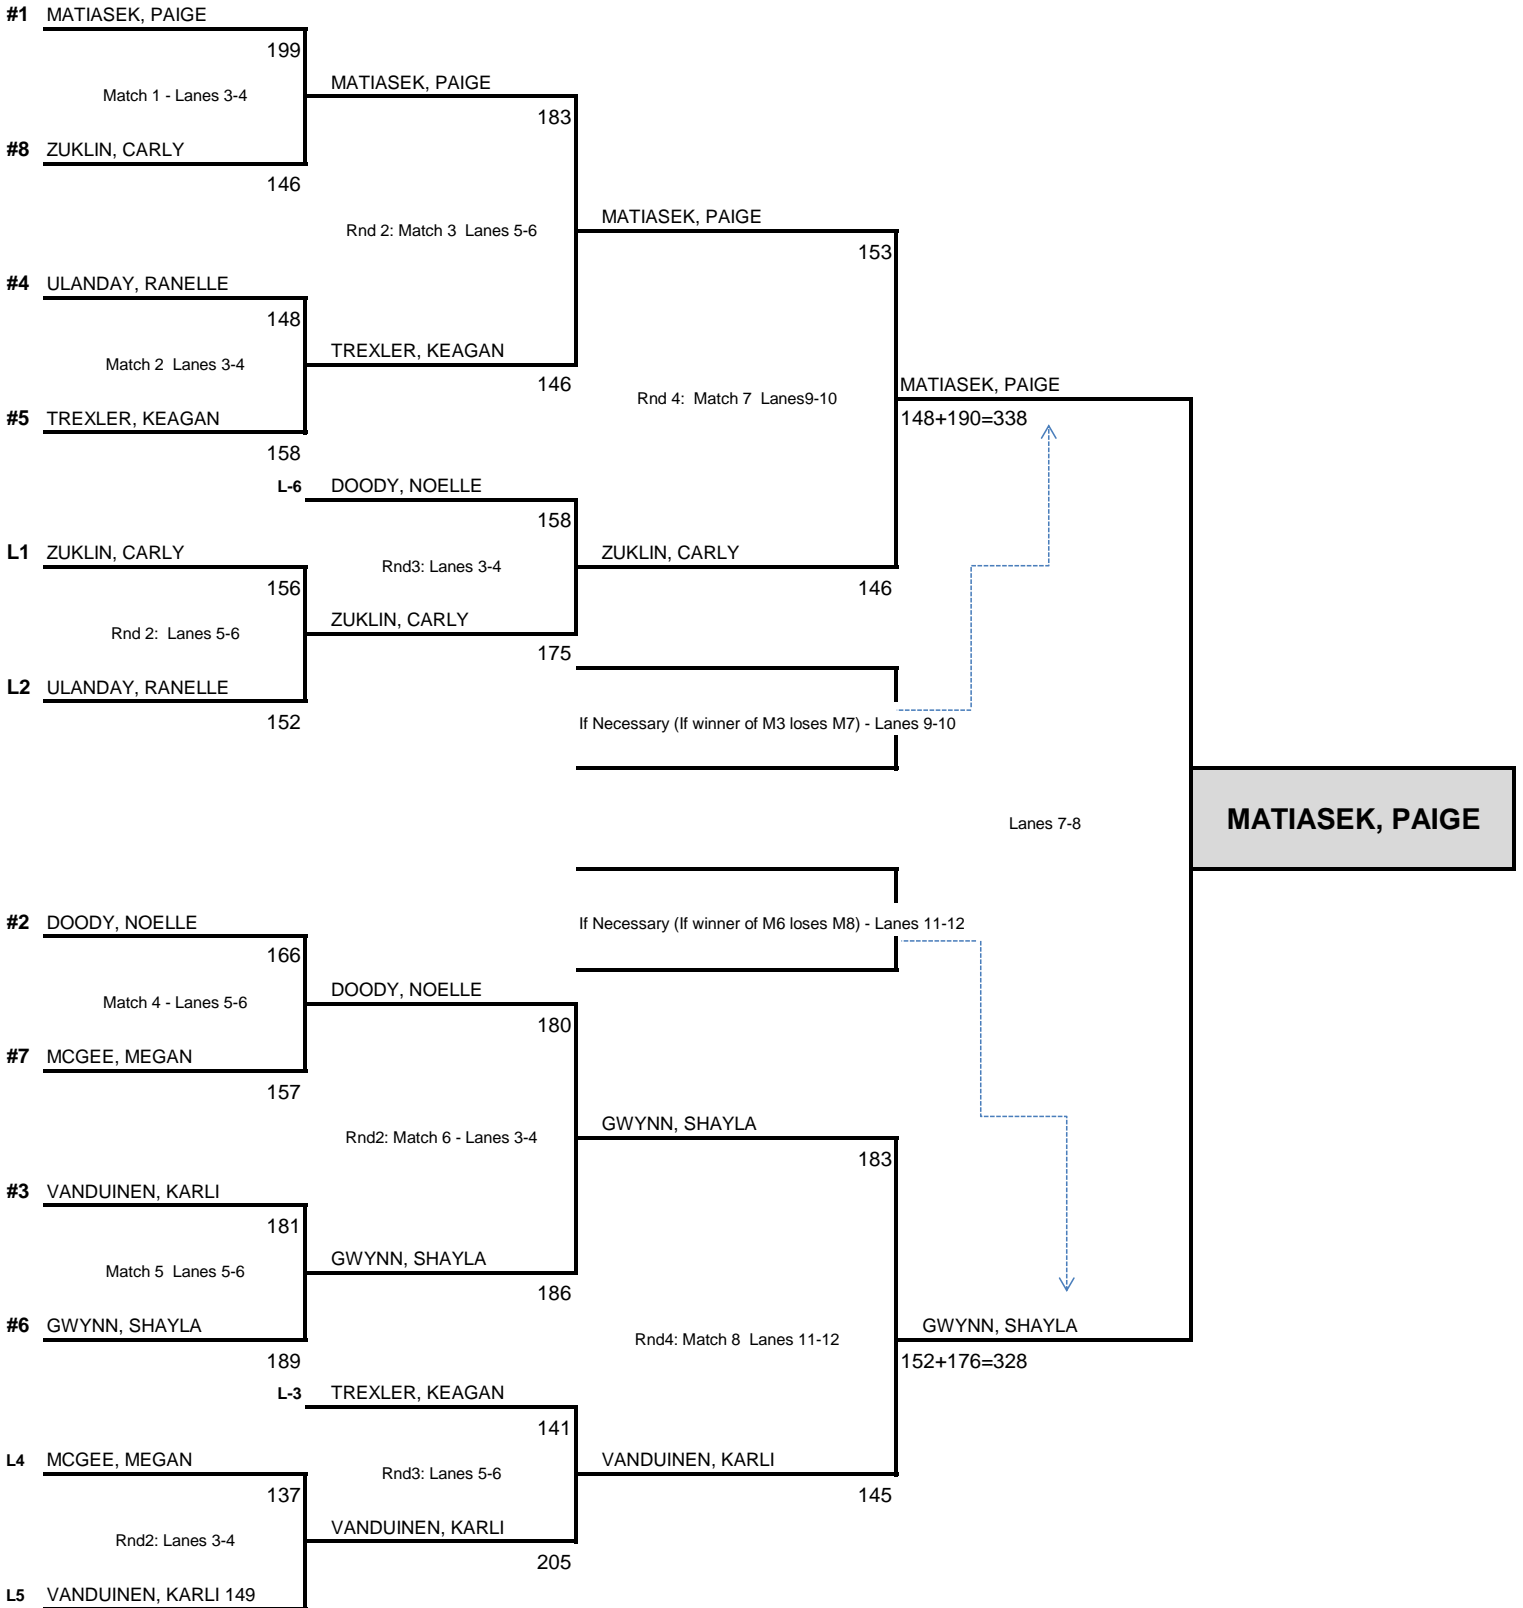 #1 MATIASEK, PAIGE
199
MATIASEK, PAIGE
Match 1 - Lanes 3-4
183
#8 ZUKLIN, CARLY
146
MATIASEK, PAIGE
Rnd 2: Match 3 Lanes 5-6
153
#4 ULANDAY, RANELLE
148
TREXLER, KEAGAN
Match 2 Lanes 3-4
146
MATIASEK, PAIGE
Rnd 4: Match 7 Lanes9-10
#5 TREXLER, KEAGAN
148+190=338
158
L-6 DOODY, NOELLE
158
L1 ZUKLIN, CARLY
ZUKLIN, CARLY
Rnd3: Lanes 3-4
156
146
ZUKLIN, CARLY
Rnd 2: Lanes 5-6
175
L2 ULANDAY, RANELLE
152
If Necessary (If winner of M3 loses M7) - Lanes 9-10
Lanes 7-8
MATIASEK, PAIGE
#2 DOODY, NOELLE
If Necessary (If winner of M6 loses M8) - Lanes 11-12
166
DOODY, NOELLE
Match 4 - Lanes 5-6
180
#7 MCGEE, MEGAN
157
GWYNN, SHAYLA
Rnd2: Match 6 - Lanes 3-4
183
#3 VANDUINEN, KARLI
181
GWYNN, SHAYLA
Match 5 Lanes 5-6
186
#6 GWYNN, SHAYLA
GWYNN, SHAYLA
Rnd4: Match 8 Lanes 11-12
189
152+176=328
L-3 TREXLER, KEAGAN
141
L4 MCGEE, MEGAN
VANDUINEN, KARLI
Rnd3: Lanes 5-6
137
145
VANDUINEN, KARLI
Rnd2: Lanes 3-4
205
L5 VANDUINEN, KARLI 149